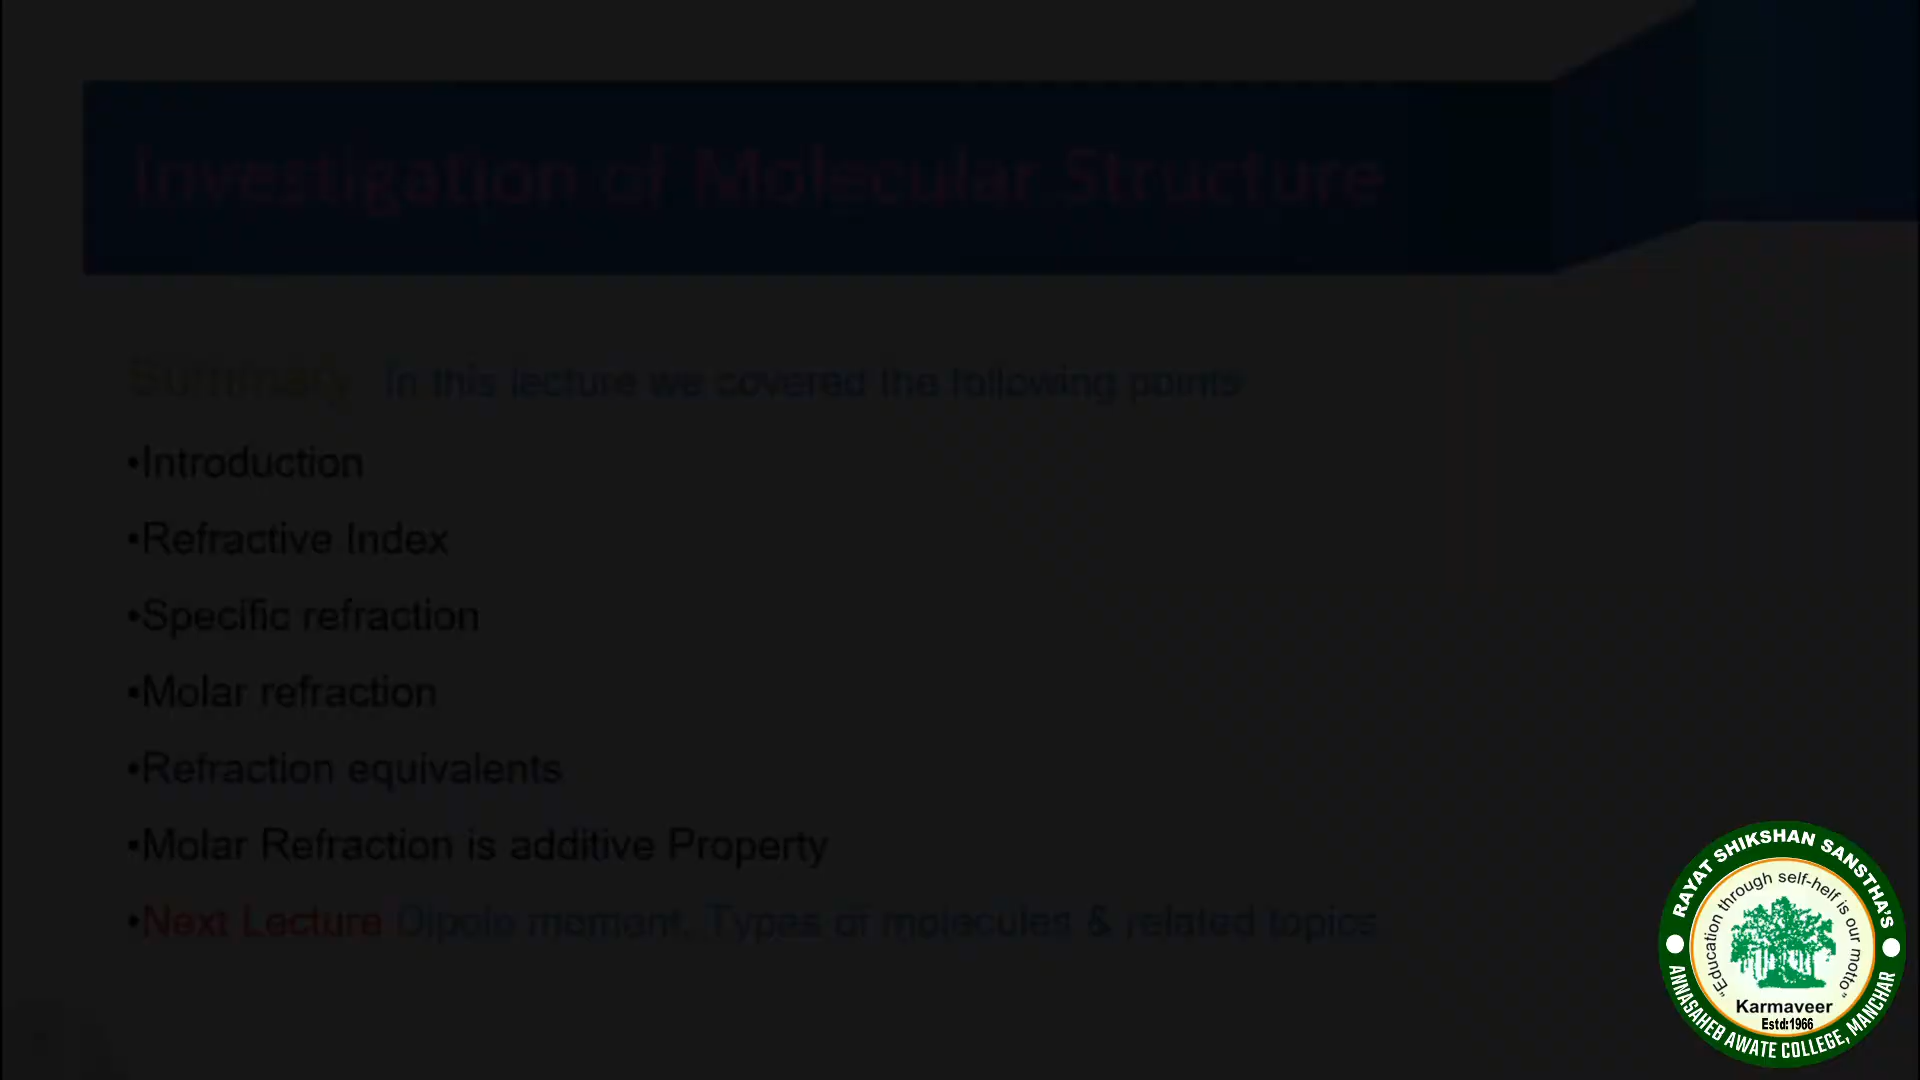 Investigation of Molecular Structure
Summary In this lecture we covered the following points
•Introduction
•Refractive Index
•Specific refraction
•Molar refraction
•Refraction equivalents
•Molar Refraction is additive Property
•Next Lecture Dipole moment, Types of molecules & related topics
RAYAT SHIKSHAN SANSTHA'S
"Education through self-helf is our motto"
Karmaveer
Estd:1966
ANNASAHEB AWATE COLLEGE, MANCHAR